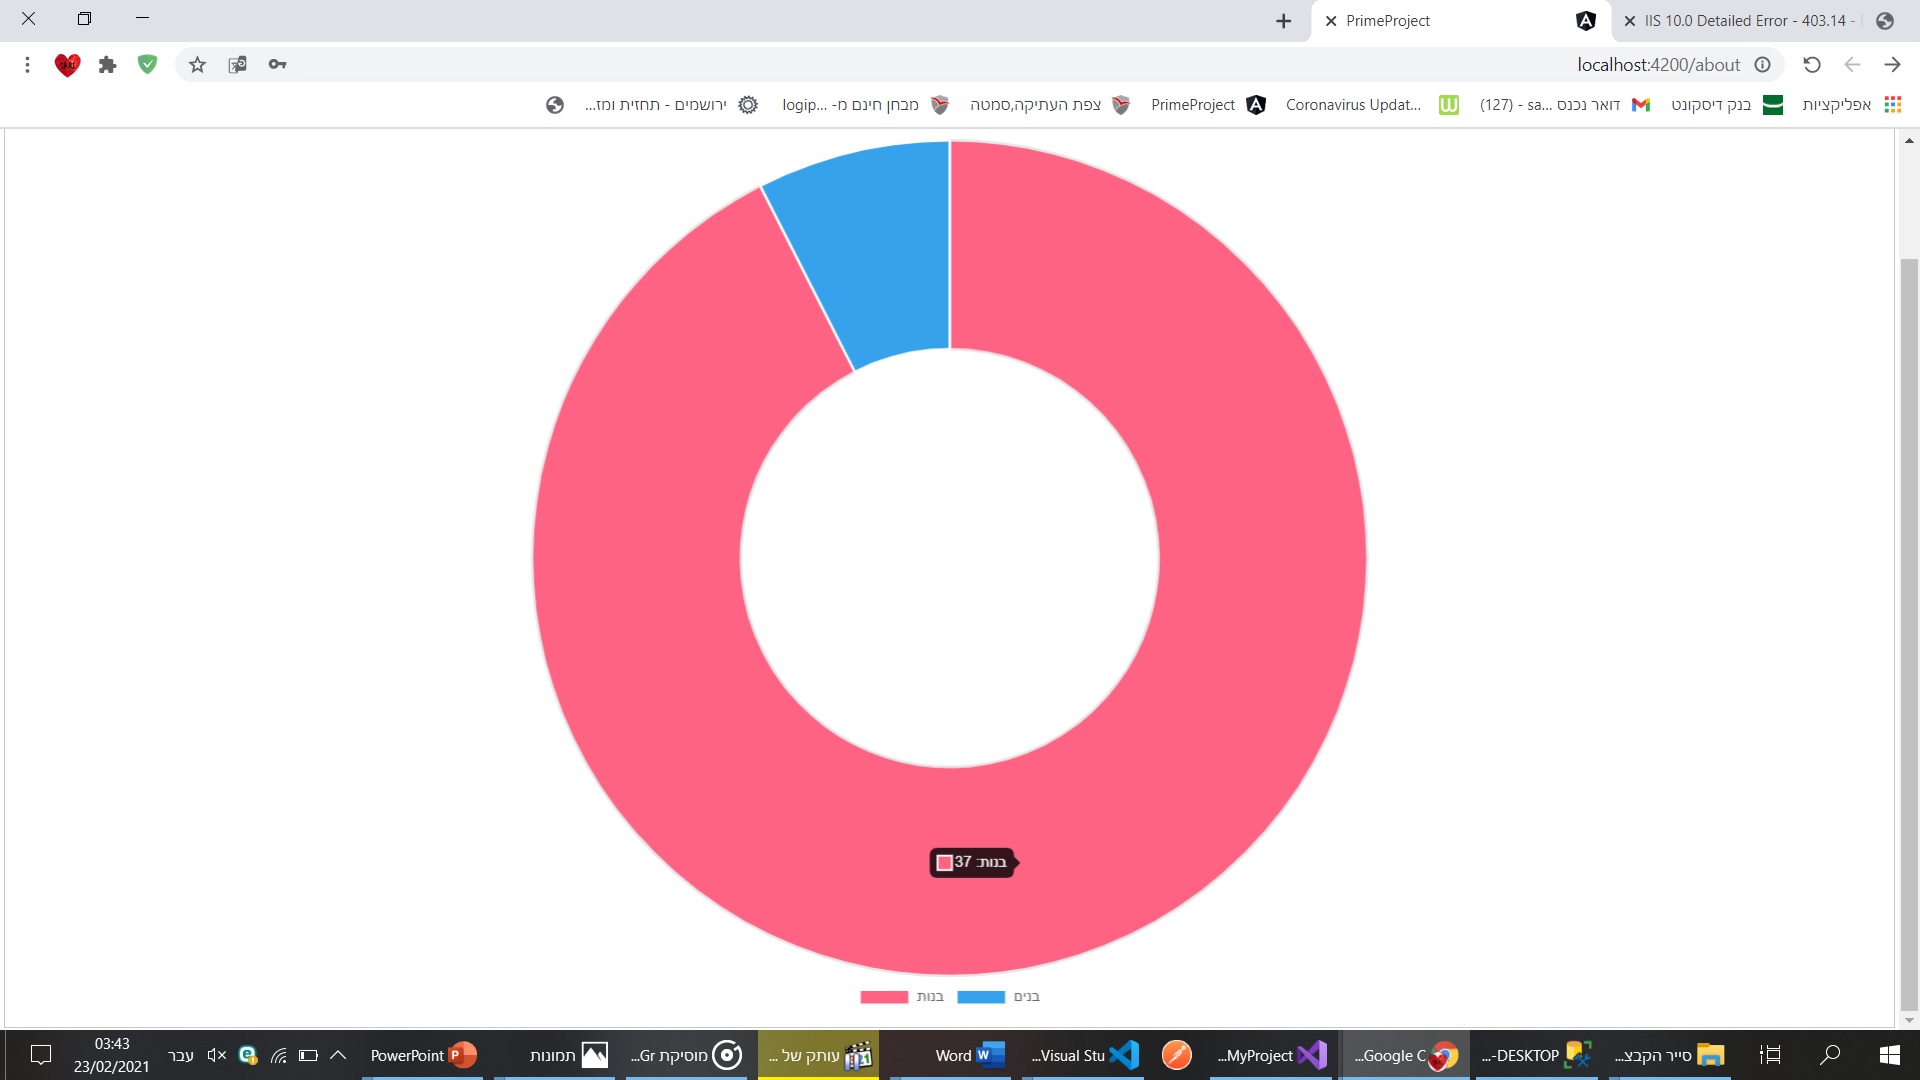 PrimeProject
IIS 10.0 Detailed Error - 403.14 -
localhost:4200/about
אפליקציות
בנק דיסקונט
דואר נכנס (127) - sa...
Coronavirus Updat...
PrimeProject
צפת העתיקה,סמטה
מבחן חינם מ- logip...
ירושמים - תחזית ומז...
בנות: 37
בנות
בנים
סייר הקבצ...
DESKTOP-...
Google C...
MyProject...
Visual Stu...
Word
עותק של ...
מוסיקת Gr...
תמונות
PowerPoint
עבר
03:43
23/02/2021